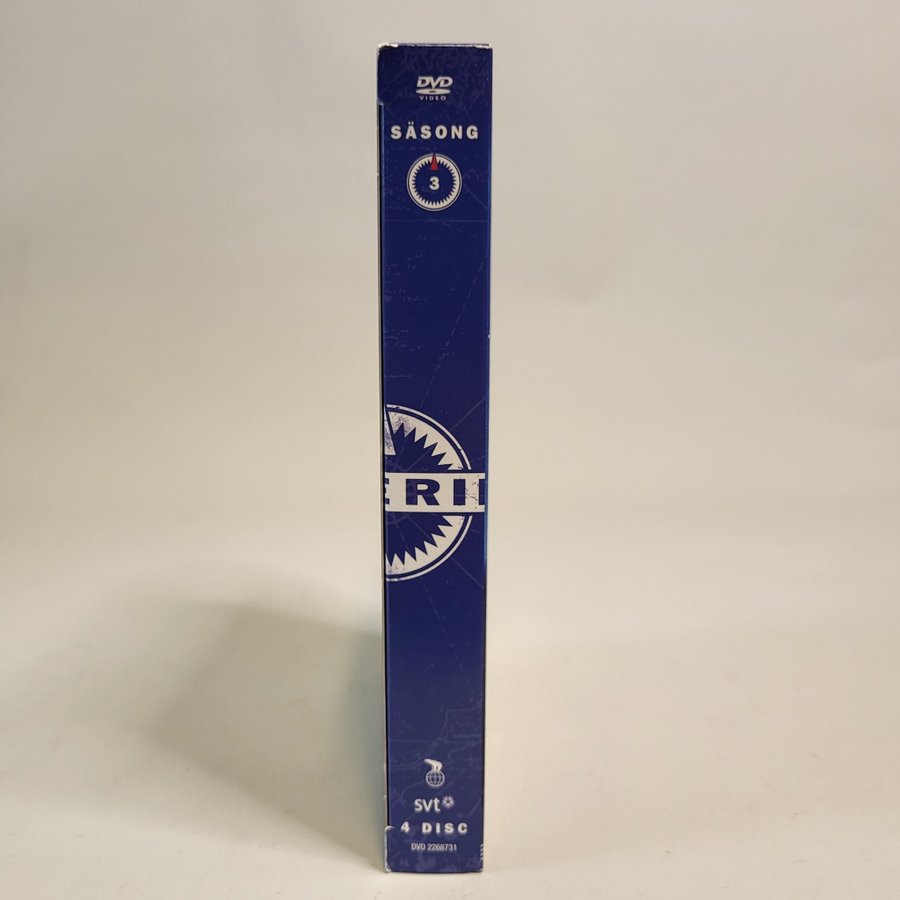 DVD
VIDEO
SÄSONG
3
ERI
svt
4 DISC
DVD 2268731